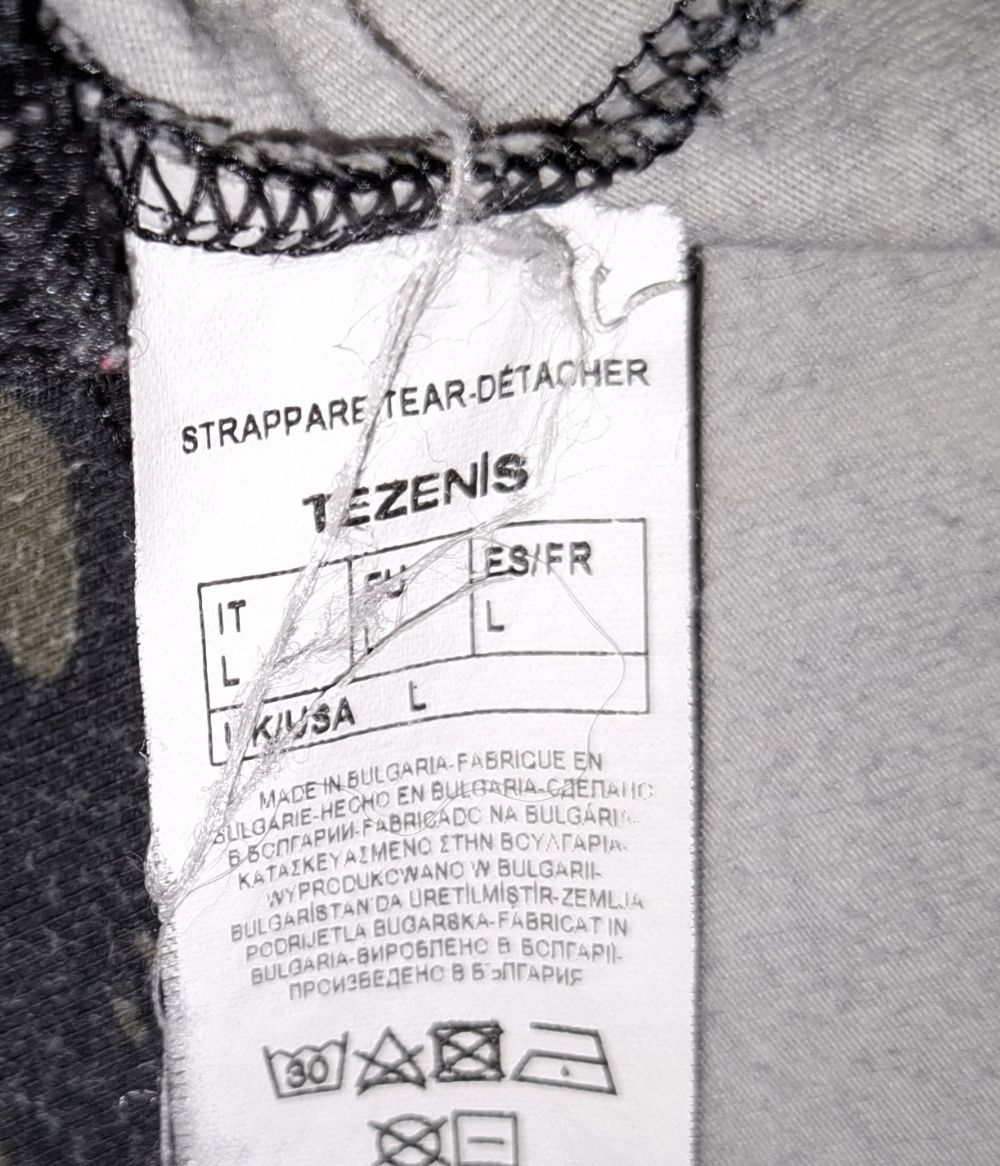 STRAPPARE-TEAR-DÉTACHER
TEZENIS
IT EU ES/FR
L L L
UK/USA L
MADE IN BULGARIA-FABRIQUE EN
BULGARIE-HECHO EN BULGARIA-СДЕЛАНО
В БОЛГАРИИ-FABRICADO NA BULGÁRIA-
ΚΑΤΑΣΚΕΥΑΣΜΕΝΟ ΣΤΗΝ ΒΟΥΛΓΑΡΙΑ-
WYPRODUKOWANO W BULGARII-
BULGARİSTAN'DA ÜRETİLMİŞTİR-ZEMLJA
PODRIJETLA BUGARSKA-FABRICAT IN
BULGARIA-ВИРОБЛЕНО В БОЛГАРІЇ-
ПРОИЗВЕДЕНО В БЪЛГАРИЯ
30